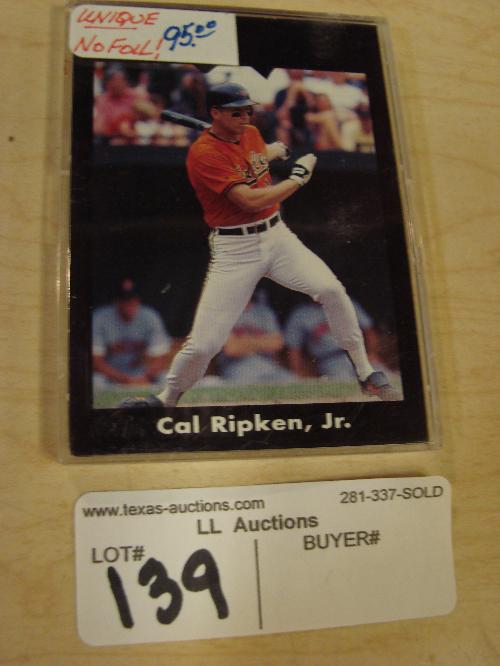 UNIQUE
NO FOIL! 95.00
Cal Ripken, Jr.
www.texas-auctions.com 281-337-SOLD
LL Auctions
LOT# BUYER#
139